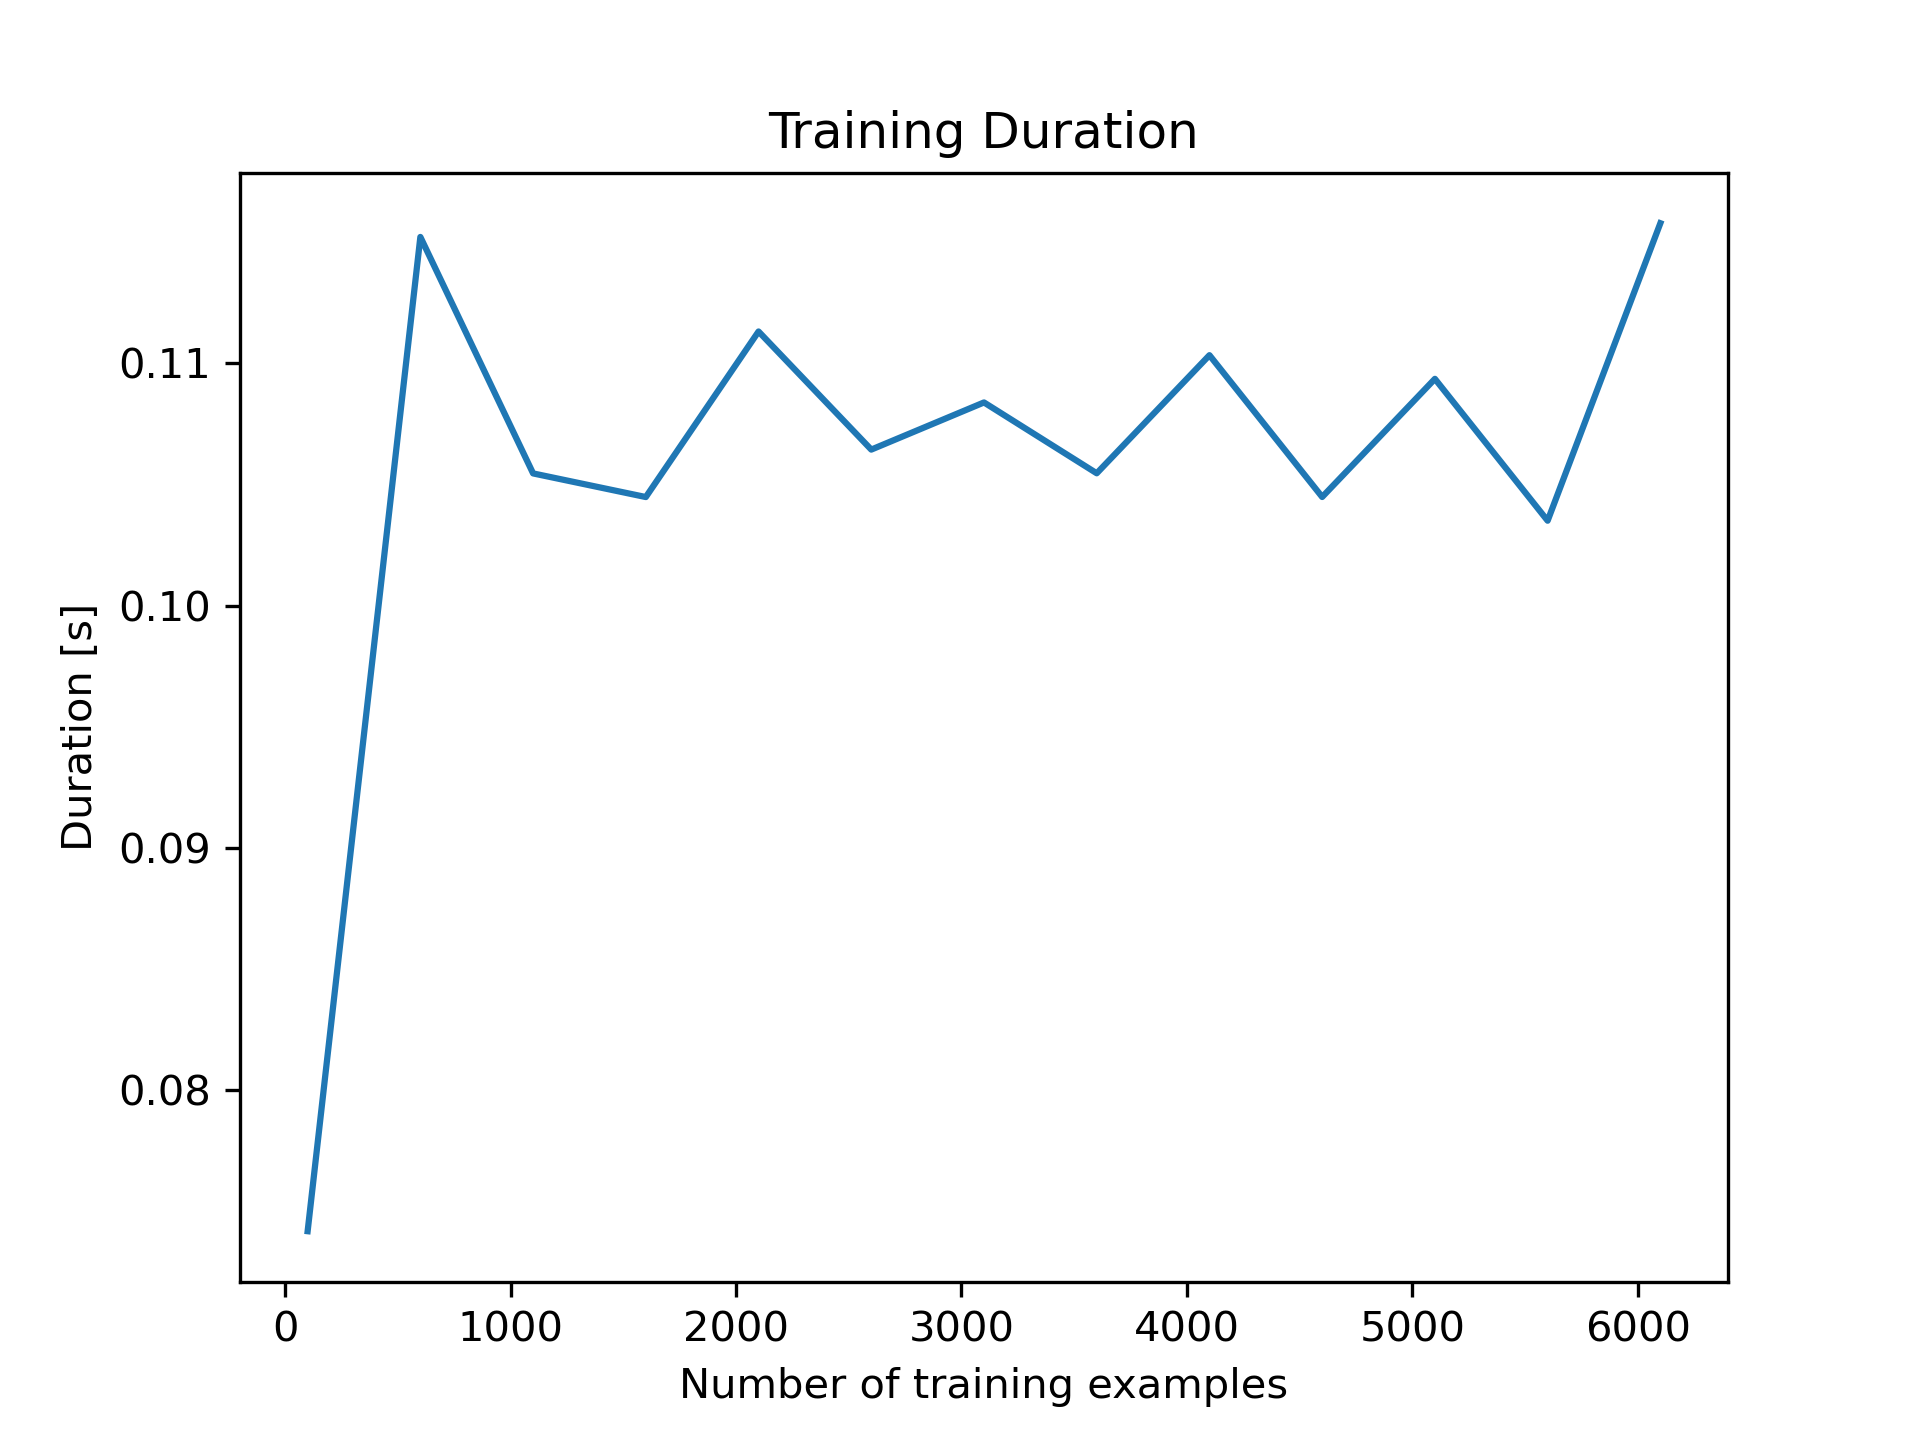 Training Duration
0.11
0.10
0.09
0.08
Duration [s]
0 1000 2000 3000 4000 5000 6000
Number of training examples